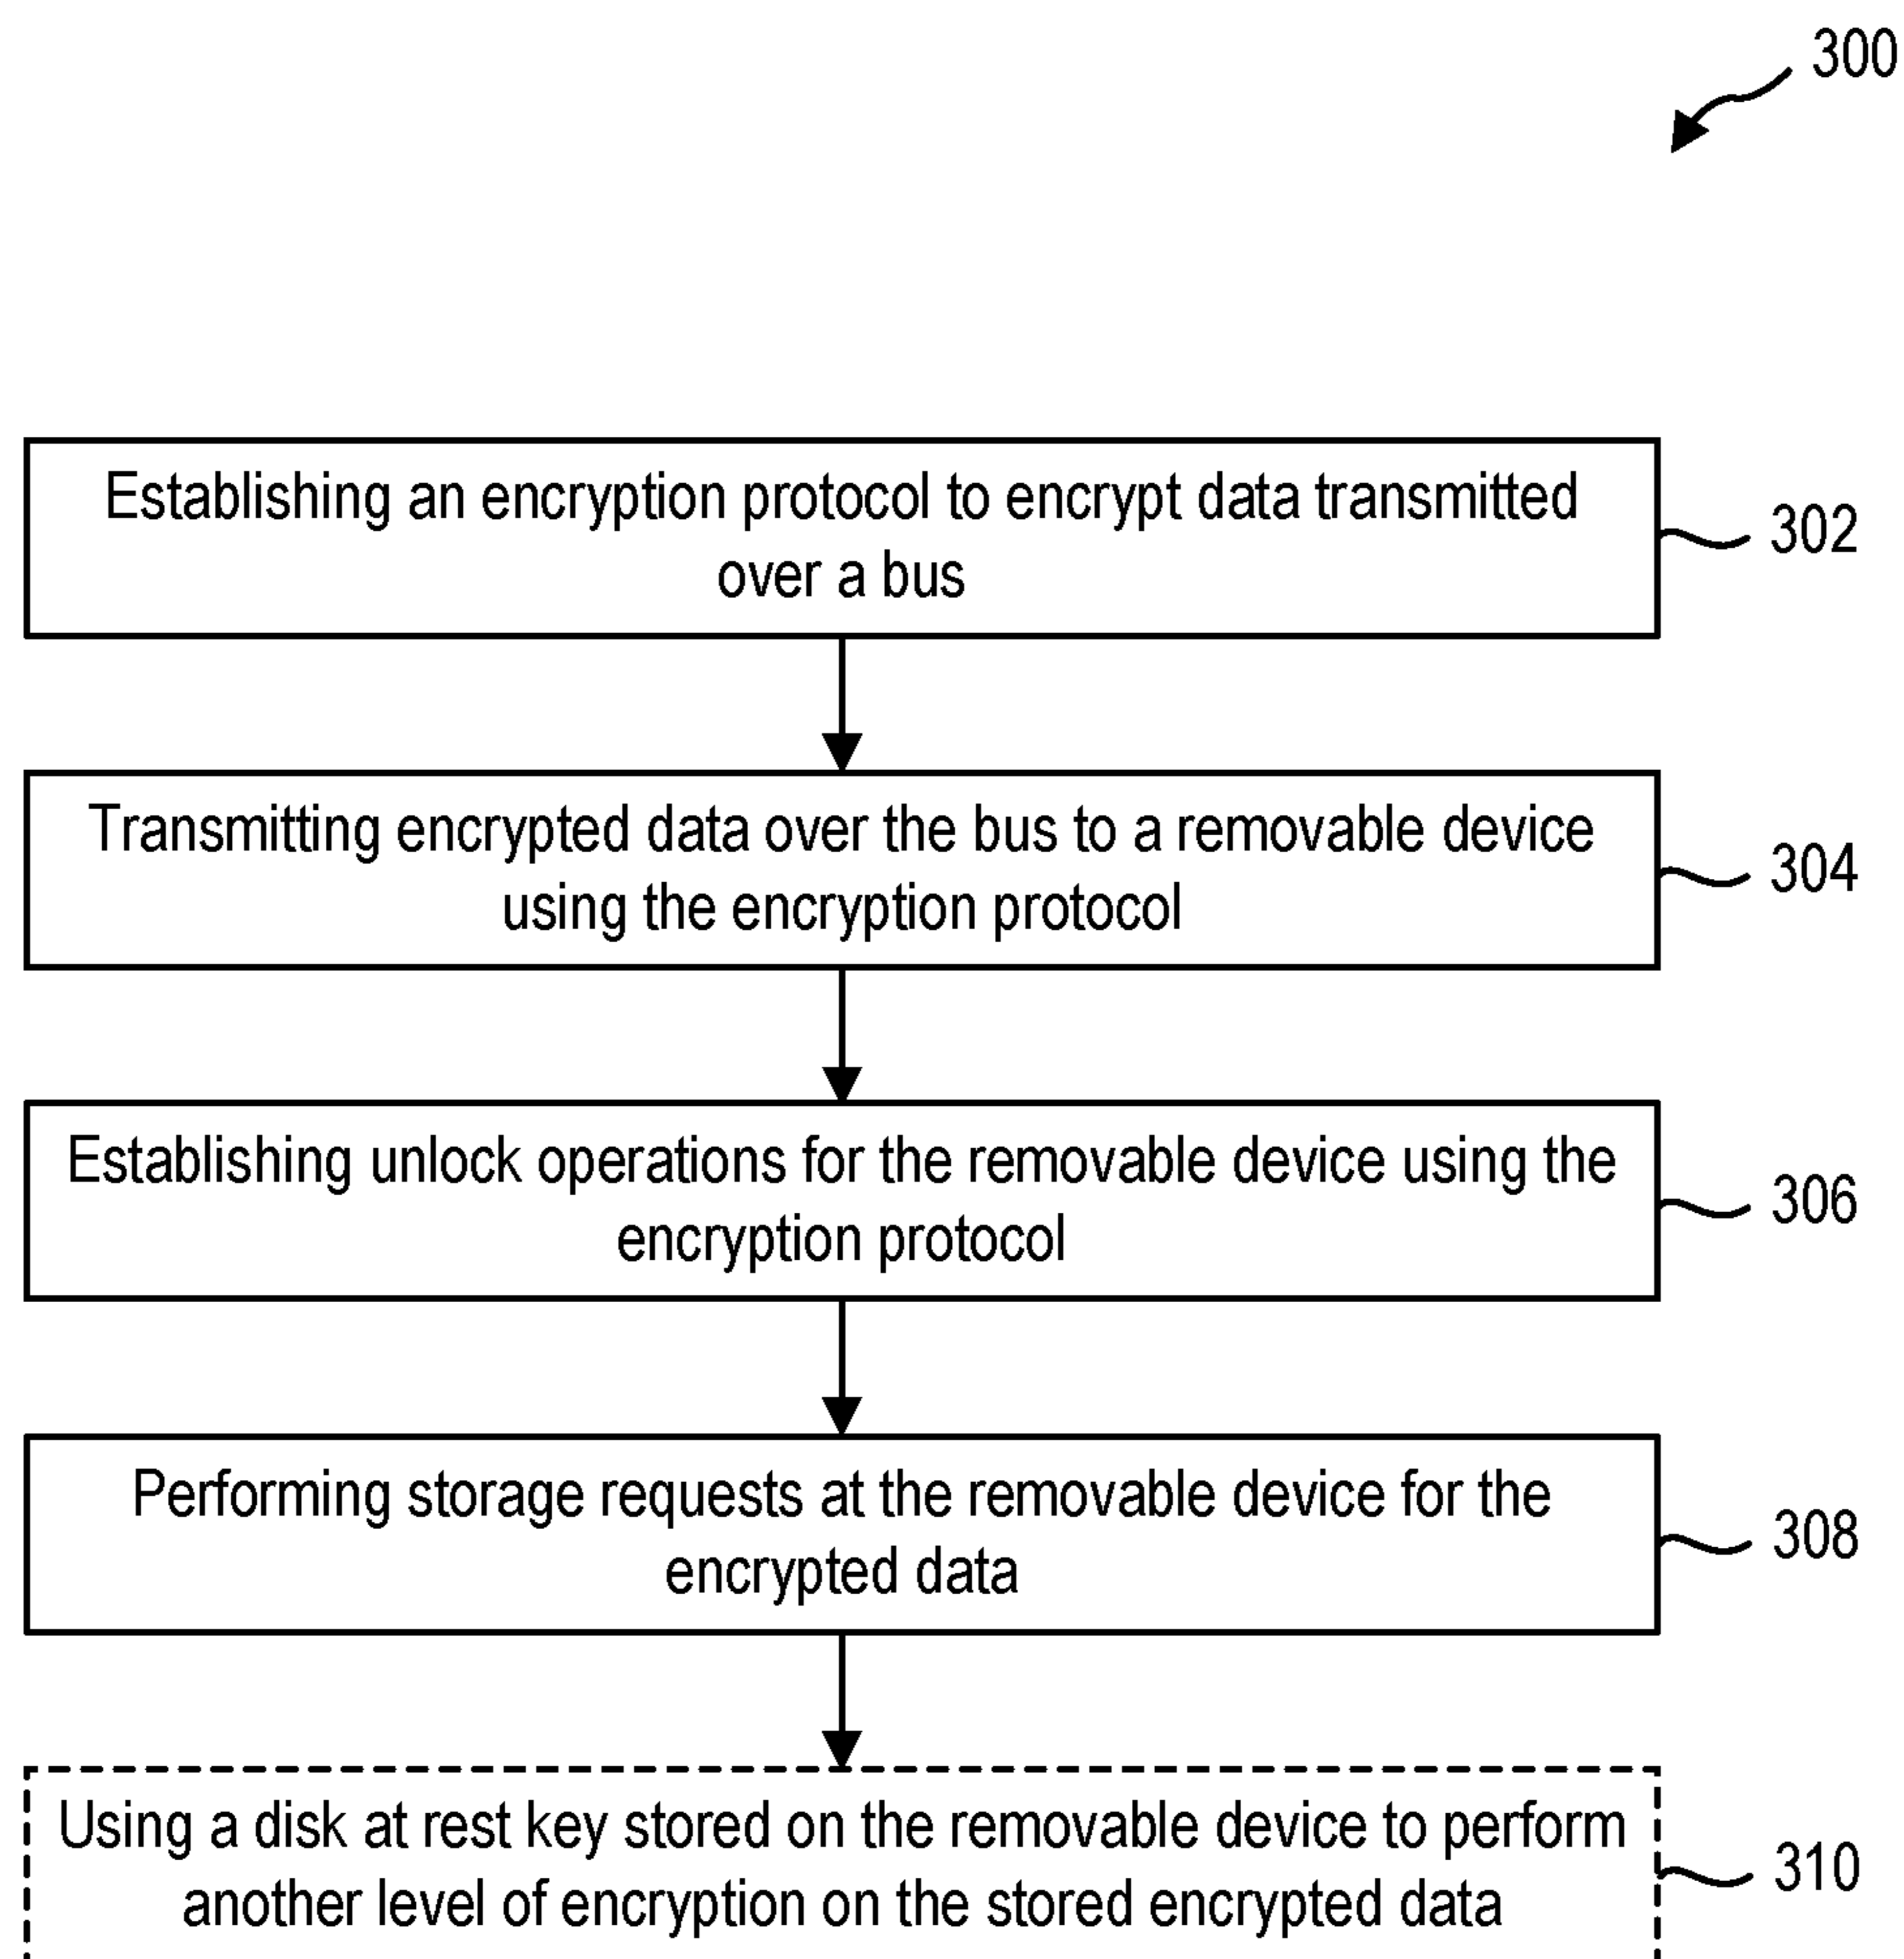 300
Establishing an encryption protocol to encrypt data transmitted
over a bus
302
Transmitting encrypted data over the bus to a removable device
using the encryption protocol
304
Establishing unlock operations for the removable device using the
encryption protocol
306
Performing storage requests at the removable device for the
encrypted data
308
Using a disk at rest key stored on the removable device to perform
another level of encryption on the stored encrypted data
310